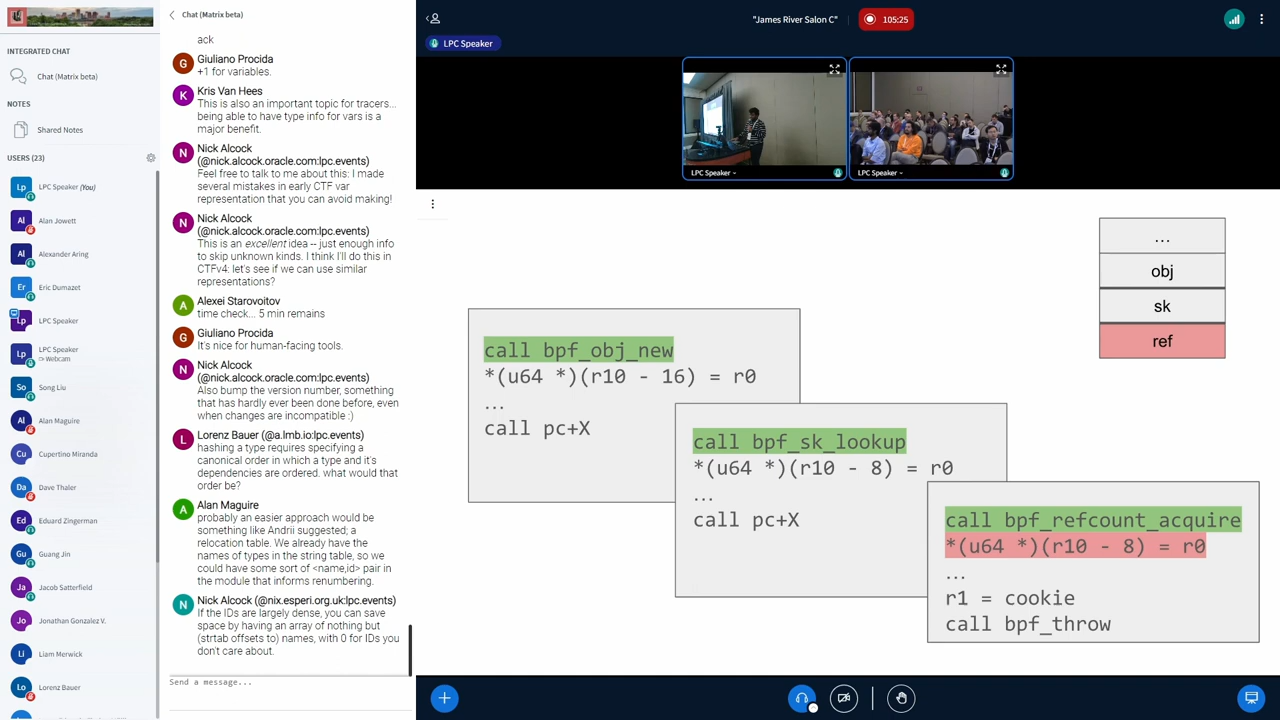 INTEGRATED CHAT
Chat (Matrix beta)
NOTES
Shared Notes
USERS (23)
Lp LPC Speaker (You)
Al Alan Jowett
Al Alexander Aring
Er Eric Dumazet
Lp LPC Speaker
Lp LPC Speaker
Webcam
So Song Liu
Al Alan Maguire
Cu Cupertino Miranda
Da Dave Thaler
Ed Eduard Zingerman
Gu Guang Jin
Ja Jacob Satterfield
Jo Jonathan Gonzalez V.
Li Liam Merwick
Lo Lorenz Bauer
Chat (Matrix beta)
ack
G Giuliano Procida
+1 for variables.
K Kris Van Hees
This is also an important topic for tracers...
being able to have type info for vars is a
major benefit.
N Nick Alcock
(@nick.alcock.oracle.com:lpc.events)
Feel free to talk to me about this: I made
several mistakes in early CTF var
representation that you can avoid making!
N Nick Alcock
(@nick.alcock.oracle.com:lpc.events)
This is an excellent idea -- just enough info
to skip unknown kinds. I think I'll do this in
CTFv4: let's see if we can use similar
representations?
A Alexei Starovoitov
time check... 5 min remains
G Giuliano Procida
It's nice for human-facing tools.
N Nick Alcock
(@nick.alcock.oracle.com:lpc.events)
Also bump the version number, something
that has hardly ever been done before, even
when changes are incompatible :)
L Lorenz Bauer (@a.lmb.io:lpc.events)
hashing a type requires specifying a
canonical order in which a type and it's
dependencies are ordered. what would that
order be?
A Alan Maguire
probably an easier approach would be
something like Andrii suggested; a
relocation table. We already have the
names of types in the string table, so we
could have some sort of <name,id> pair in
the module that informs renumbering.
N Nick Alcock (@nix.esperi.org.uk:lpc.events)
If the IDs are largely dense, you can save
space by having an array of nothing but
(strtab offsets to) names, with 0 for IDs you
don't care about.
Send a message...
"James River Salon C"
105:25
LPC Speaker
LPC Speaker
LPC Speaker
...
obj
sk
ref
call bpf_obj_new
*(u64 *)(r10 - 16) = r0
...
call pc+X
call bpf_sk_lookup
*(u64 *)(r10 - 8) = r0
...
call pc+X
call bpf_refcount_acquire
*(u64 *)(r10 - 8) = r0
...
r1 = cookie
call bpf_throw